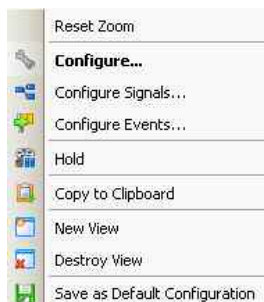 Reset Zoom
Configure...
Configure Signals...
Configure Events...
Hold
Copy to Clipboard
New View
Destroy View
Save as Default Configuration